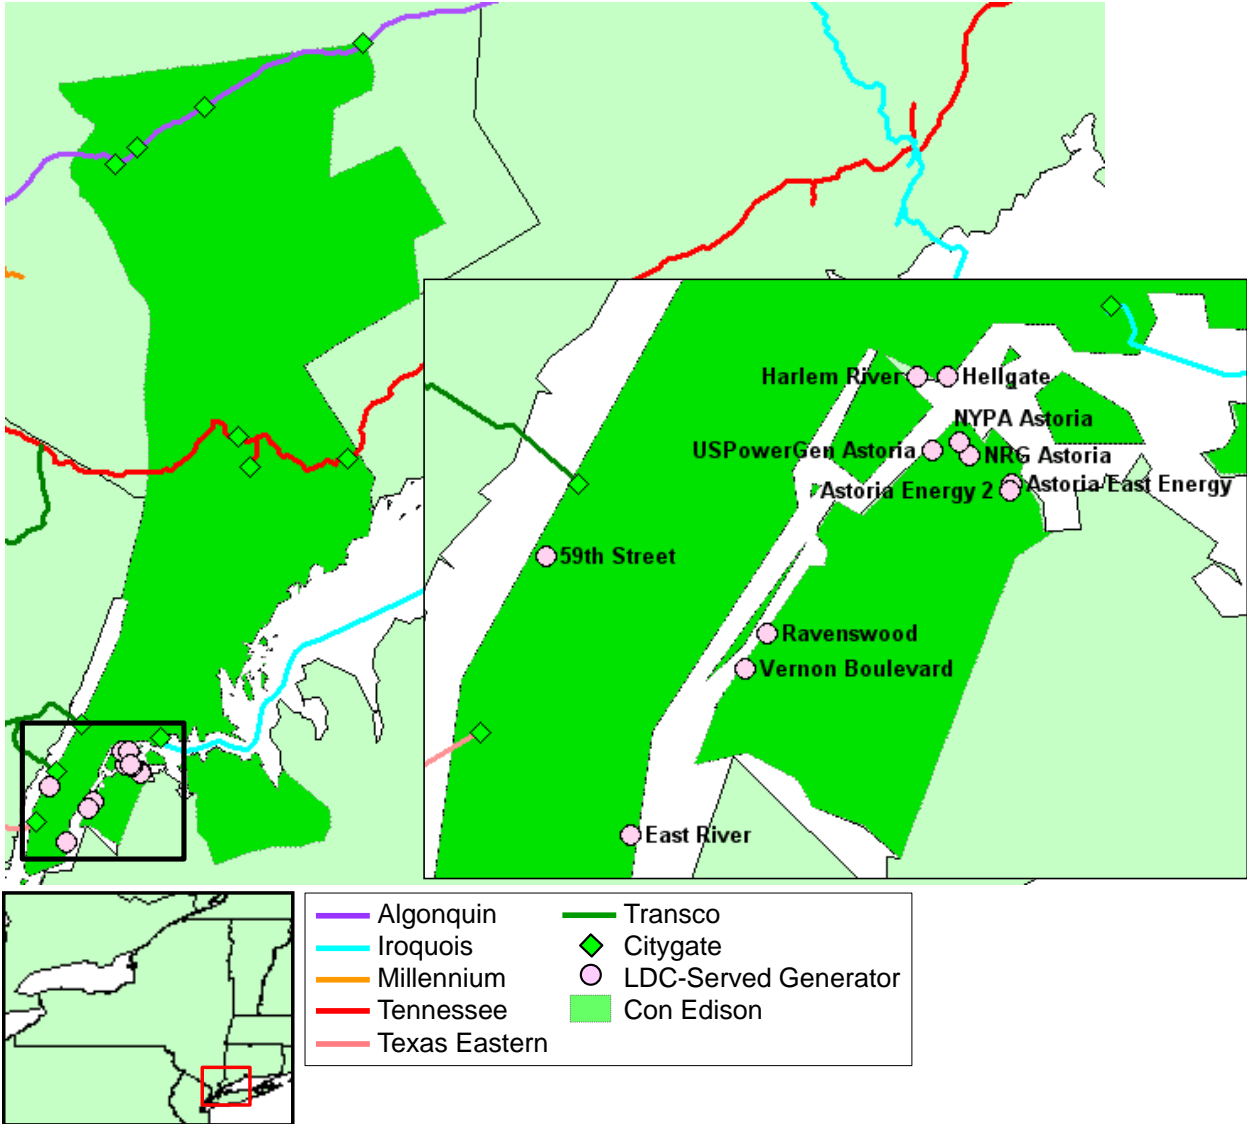 Harlem River
Hellgate
NYPA Astoria
USPowerGen Astoria
NRG Astoria
Astoria Energy 2
Astoria East Energy
59th Street
Ravenswood
Vernon Boulevard
East River
Algonquin
Iroquois
Millennium
Tennessee
Texas Eastern
Transco
Citygate
LDC-Served Generator
Con Edison